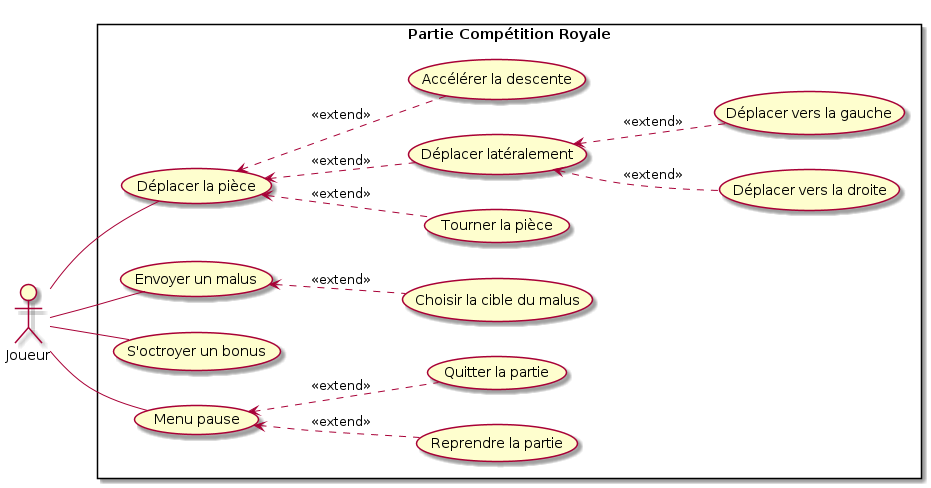 Partie Compétition Royale
Accélérer la descente
«extend»
Déplacer vers la gauche
«extend»
Déplacer latéralement
«extend»
Déplacer la pièce
«extend»
Déplacer vers la droite
«extend»
Tourner la pièce
Envoyer un malus
«extend»
Choisir la cible du malus
Joueur
S'octroyer un bonus
Quitter la partie
«extend»
Menu pause
«extend»
Reprendre la partie